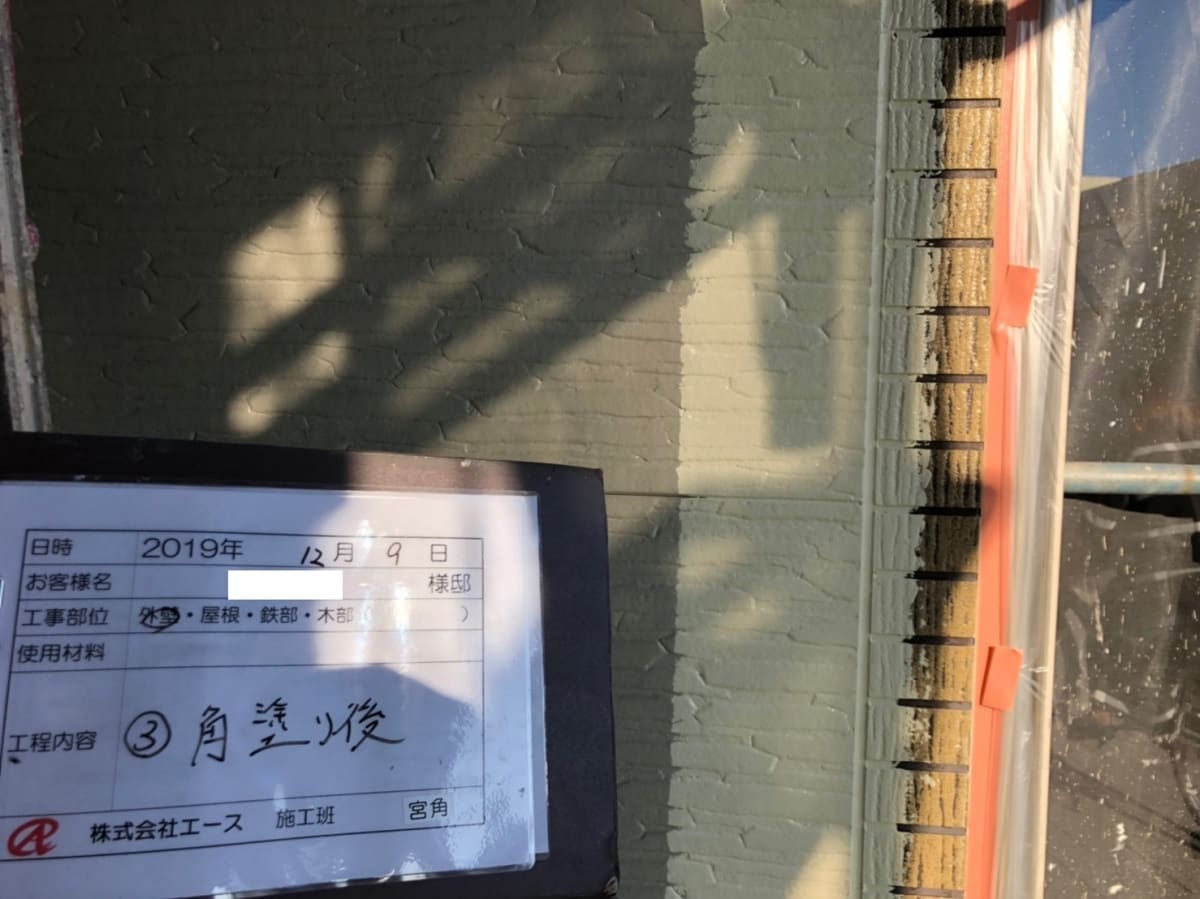 日時 2019年 12月 9日
お客様名 様邸
工事部位 外壁・屋根・鉄部・木部( )
使用材料
工程内容 ③角塗り後
株式会社エース 施工班 宮角